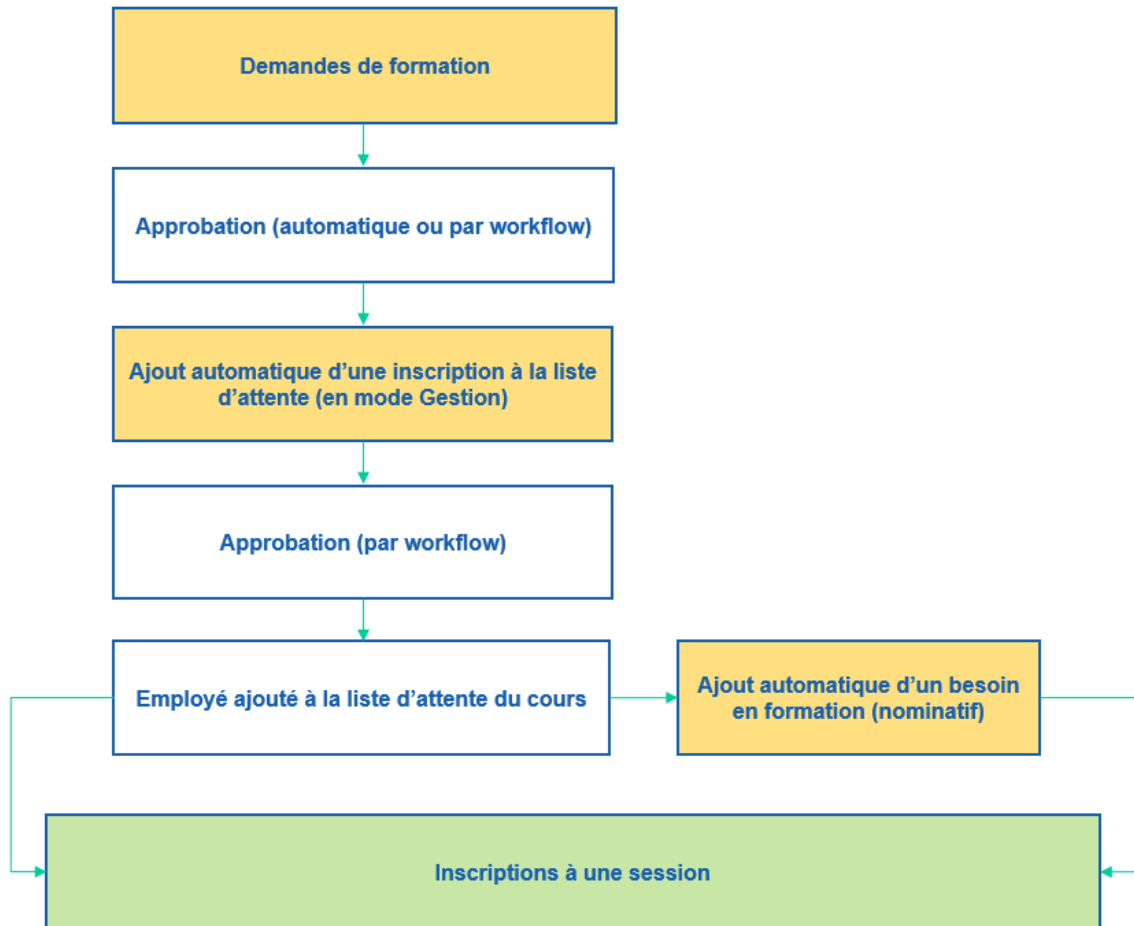 Demandes de formation
Approbation (automatique ou par workflow)
Ajout automatique d’une inscription à la liste
d’attente (en mode Gestion)
Approbation (par workflow)
Employé ajouté à la liste d’attente du cours
Ajout automatique d’un besoin
en formation (nominatif)
Inscriptions à une session